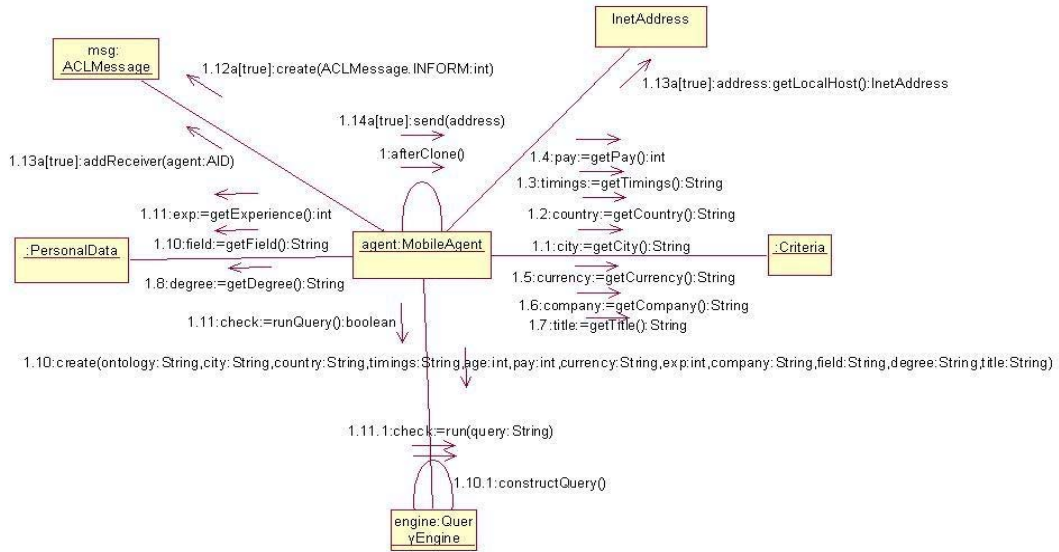 InetAddress
msg:
ACLMessage
1.12a[true]:create(ACLMessage.INFORM:int)
1.13a[true]:address:getLocalHost():InetAddress
1.14a[true]:send(address)
1:afterClone()
1.13a[true]:addReceiver(agent:AID)
1.4:pay:=getPay():int
1.3:timings:=getTimings():String
1.11:exp:=getExperience():int
1.2:country:=getCountry():String
:PersonalData
1.10:field:=getField():String
agent:MobileAgent
1.1:city:=getCity():String
:Criteria
1.8:degree:=getDegree():String
1.5:currency:=getCurrency():String
1.6:company:=getCompany():String
1.11:check:=runQuery():boolean
1.7:title:=getTitle():String
1.10:create(ontology:String,city:String,country:String,timings:String,age:int,pay:int,currency:String,exp:int,company:String,field:String,degree:String,title:String)
1.11.1:check:=run(query:String)
1.10.1:constructQuery()
engine:Quer
yEngine